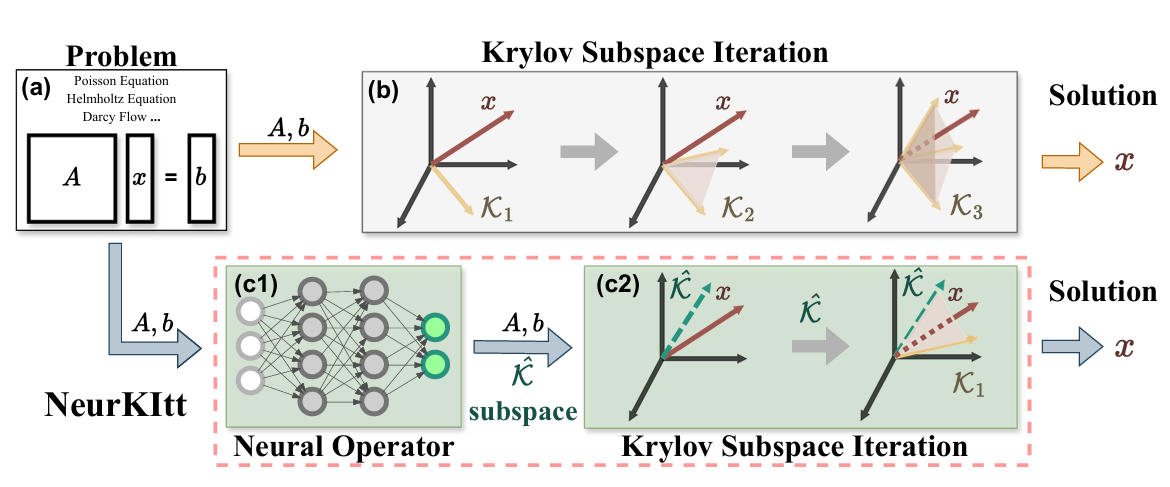 Problem
(a)
Poisson Equation
Helmholtz Equation
Darcy Flow ...
A x = b
A, b
Krylov Subspace Iteration
(b)
x
𝒦₁
x
𝒦₂
x
𝒦₃
Solution
x
A, b
NeurKItt
(c1)
Neural Operator
A, b
𝒦̂
subspace
(c2)
𝒦̂
x
𝒦̂
𝒦̂
x
𝒦₁
Krylov Subspace Iteration
Solution
x